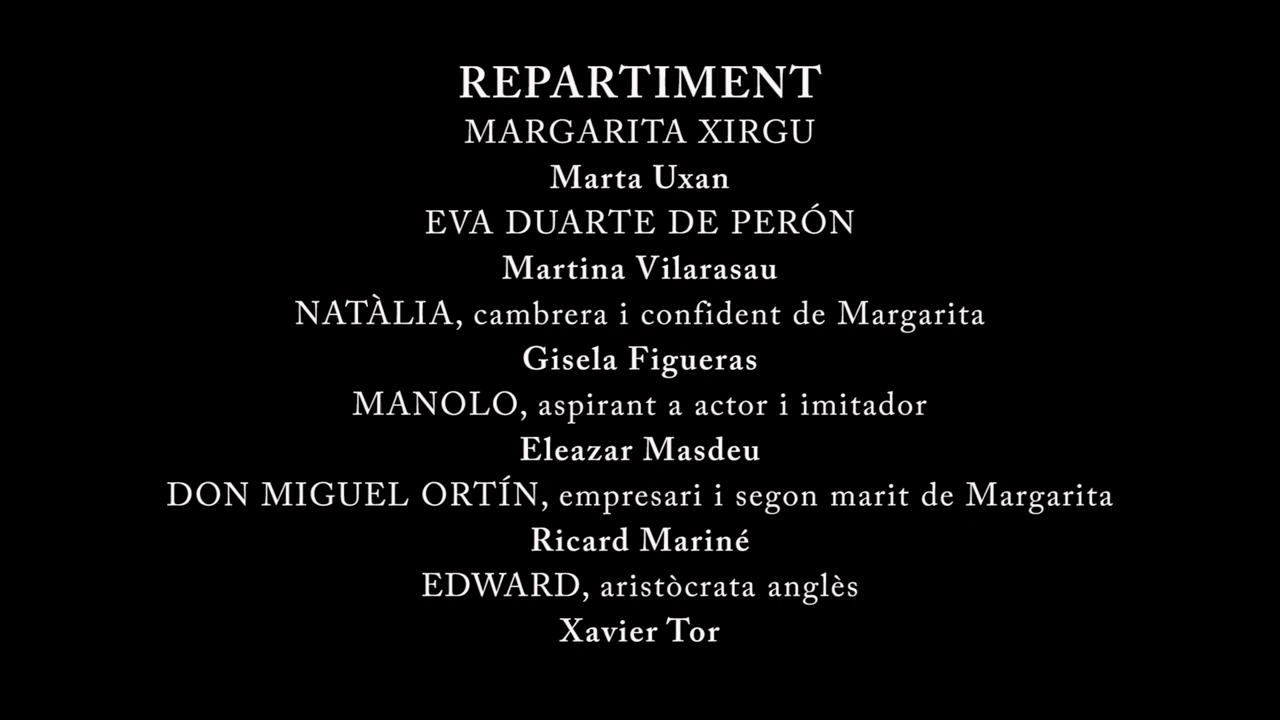 REPARTIMENT
MARGARITA XIRGU
Marta Uxan
EVA DUARTE DE PERÓN
Martina Vilarasau
NATÀLIA, cambrera i confident de Margarita
Gisela Figueras
MANOLO, aspirant a actor i imitador
Eleazar Masdeu
DON MIGUEL ORTÍN, empresari i segon marit de Margarita
Ricard Mariné
EDWARD, aristòcrata anglès
Xavier Tor